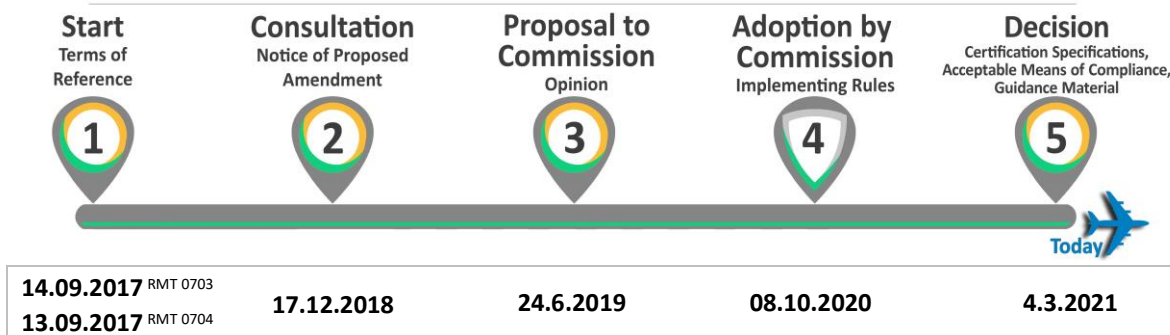 Start
Terms of
Reference
1
Consultation
Notice of Proposed
Amendment
2
Proposal to
Commission
Opinion
3
Adoption by
Commission
Implementing Rules
4
Decision
Certification Specifications,
Acceptable Means of Compliance,
Guidance Material
5
Today
14.09.2017 RMT 0703
13.09.2017 RMT 0704
17.12.2018
24.6.2019
08.10.2020
4.3.2021